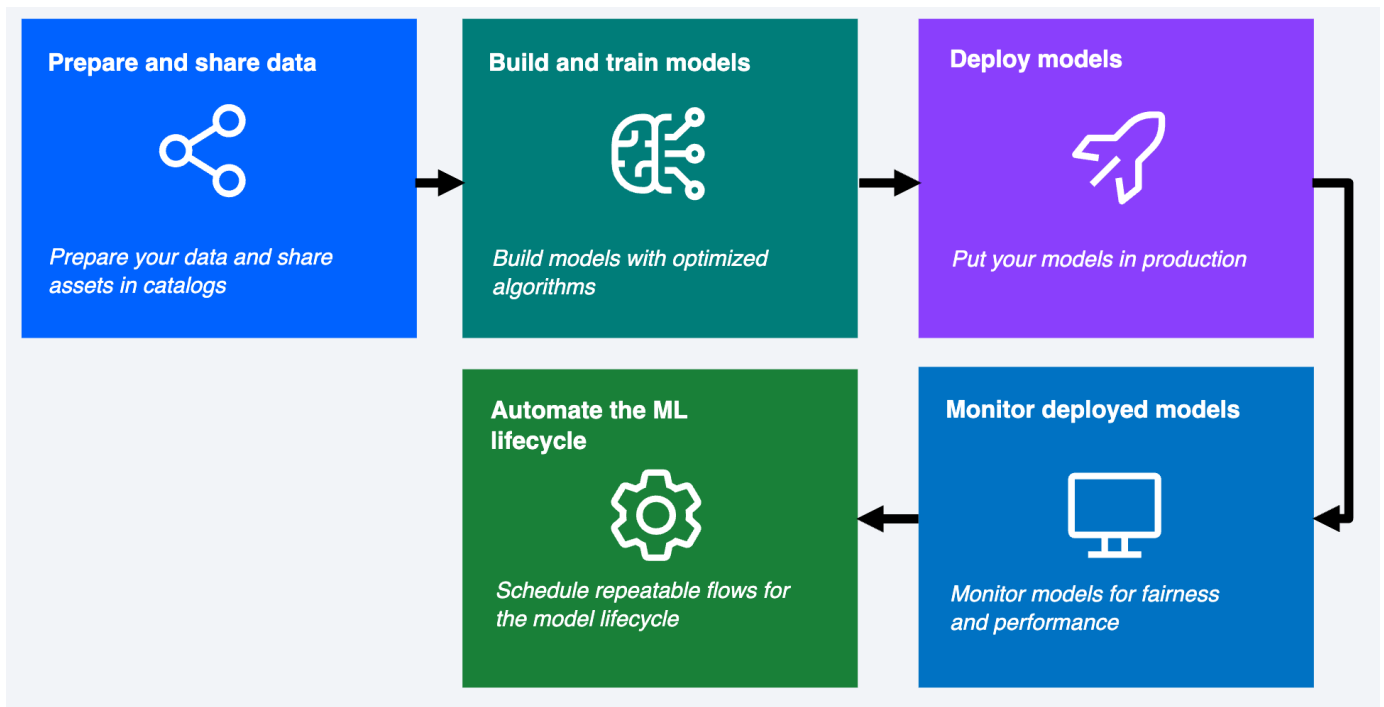 Prepare and share data
Prepare your data and share
assets in catalogs
Build and train models
Build models with optimized
algorithms
Deploy models
Put your models in production
Monitor deployed models
Monitor models for fairness
and performance
Automate the ML
lifecycle
Schedule repeatable flows for
the model lifecycle